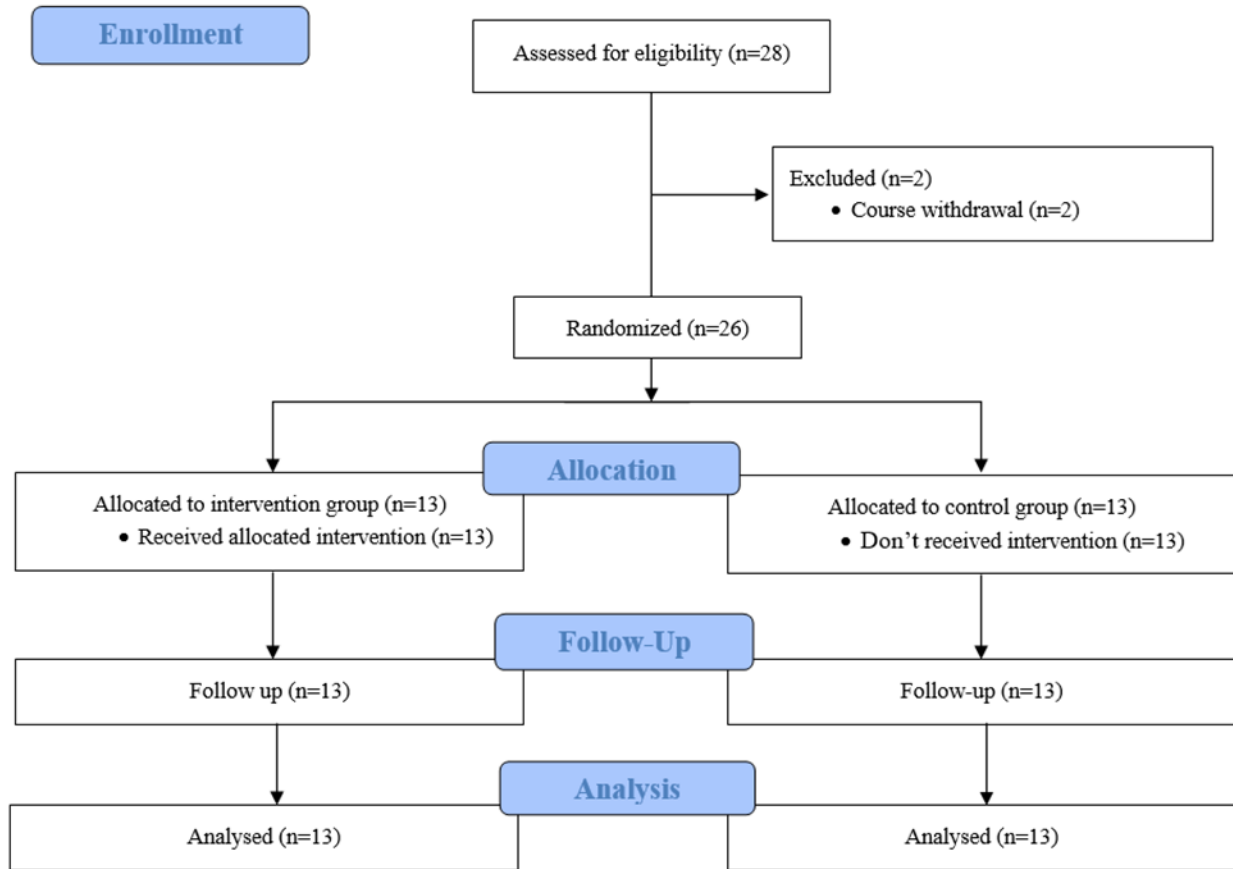 Enrollment
Assessed for eligibility (n=28)
Excluded (n=2)
• Course withdrawal (n=2)
Randomized (n=26)
Allocation
Allocated to intervention group (n=13)
• Received allocated intervention (n=13)
Allocated to control group (n=13)
• Don’t received intervention (n=13)
Follow-Up
Follow up (n=13)
Follow-up (n=13)
Analysis
Analysed (n=13)
Analysed (n=13)